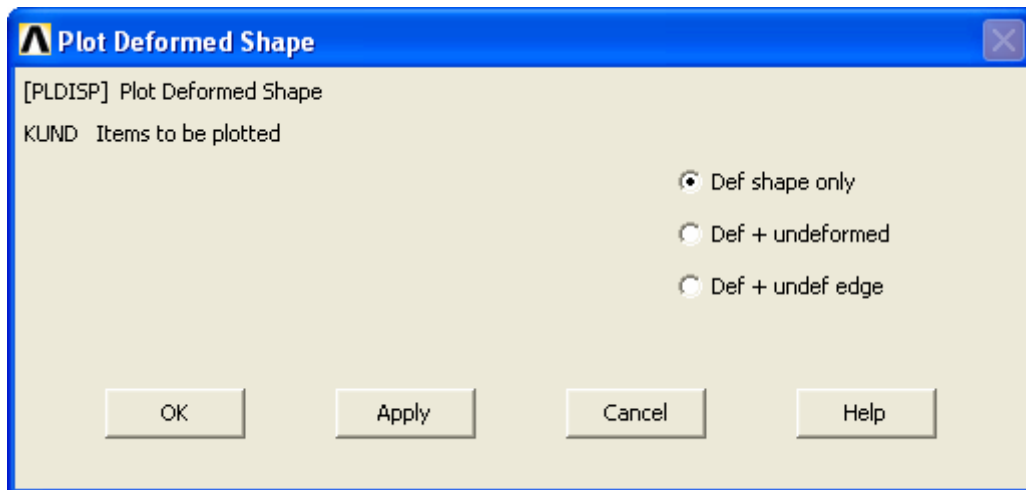 Plot Deformed Shape
[PLDISP] Plot Deformed Shape
KUND Items to be plotted
Def shape only
Def + undeformed
Def + undef edge
OK Apply Cancel Help